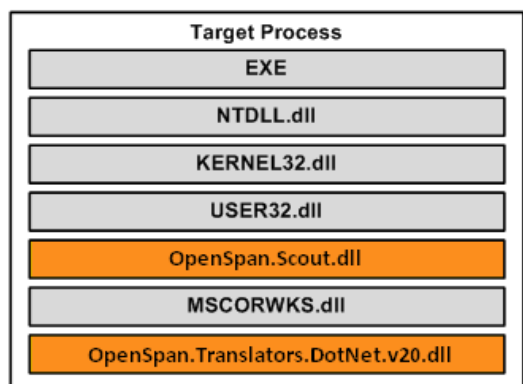 Target Process
EXE
NTDLL.dll
KERNEL32.dll
USER32.dll
OpenSpan.Scout.dll
MSCORWKS.dll
OpenSpan.Translators.DotNet.v20.dll